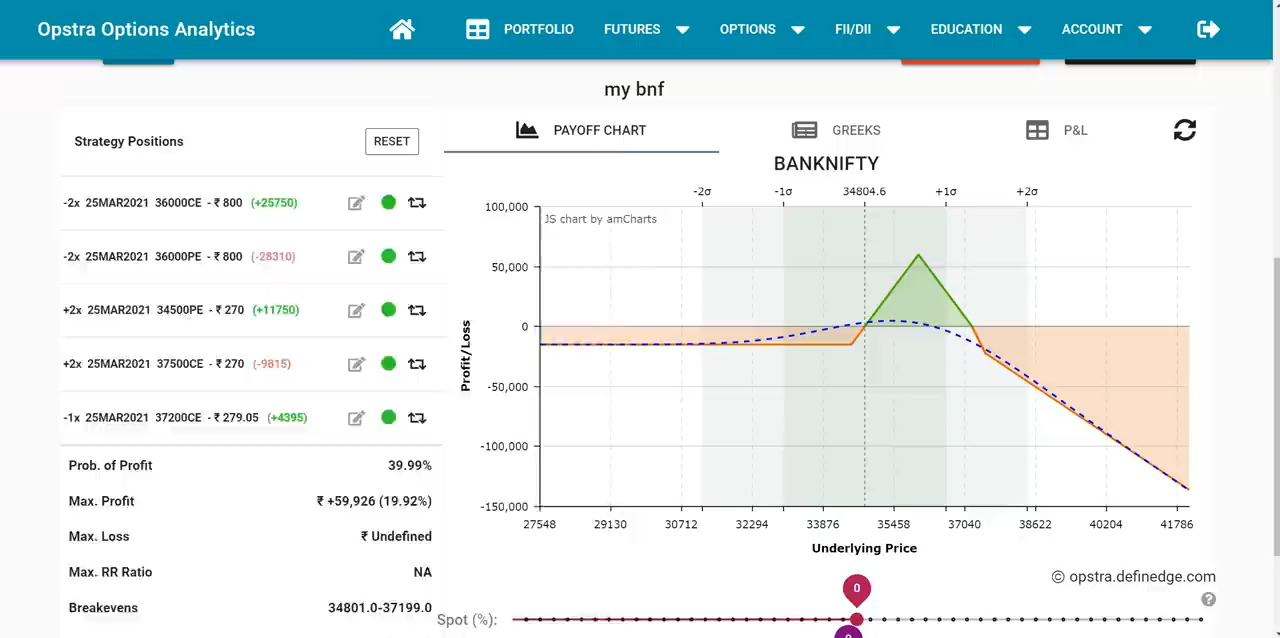 Opstra Options Analytics
PORTFOLIO FUTURES OPTIONS FII/DII EDUCATION ACCOUNT
my bnf
Strategy Positions RESET
PAYOFF CHART GREEKS P&L
BANKNIFTY
-2σ -1σ 34804.6 +1σ +2σ
JS chart by amCharts
-2x 25MAR2021 36000CE - ₹ 800 (+25750)
-2x 25MAR2021 36000PE - ₹ 800 (-28310)
+2x 25MAR2021 34500PE - ₹ 270 (+11750)
+2x 25MAR2021 37500CE - ₹ 270 (-9815)
-1x 25MAR2021 37200CE - ₹ 279.05 (+4395)
Prob. of Profit 39.99%
Max. Profit ₹ +59,926 (19.92%)
Max. Loss ₹ Undefined
Max. RR Ratio NA
Breakevens 34801.0-37199.0
Profit/Loss
100,000
50,000
0
-50,000
-100,000
-150,000
27548 29130 30712 32294 33876 35458 37040 38622 40204 41786
Underlying Price
© opstra.definedge.com
0
Spot (%):